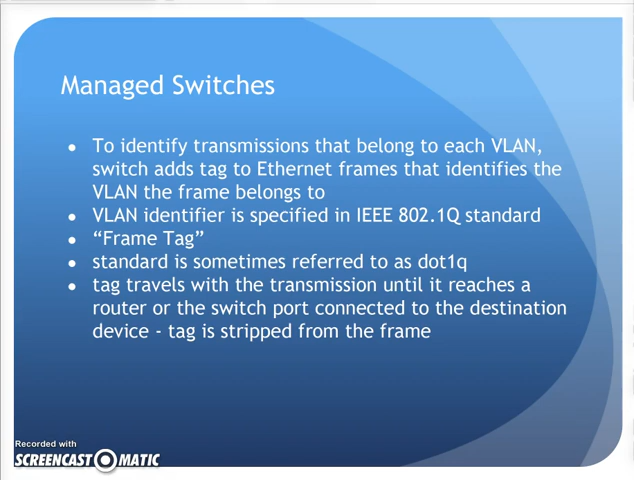 Managed Switches
● To identify transmissions that belong to each VLAN,
switch adds tag to Ethernet frames that identifies the
VLAN the frame belongs to
● VLAN identifier is specified in IEEE 802.1Q standard
● “Frame Tag”
● standard is sometimes referred to as dot1q
● tag travels with the transmission until it reaches a
router or the switch port connected to the destination
device - tag is stripped from the frame
Recorded with
SCREENCAST-O-MATIC